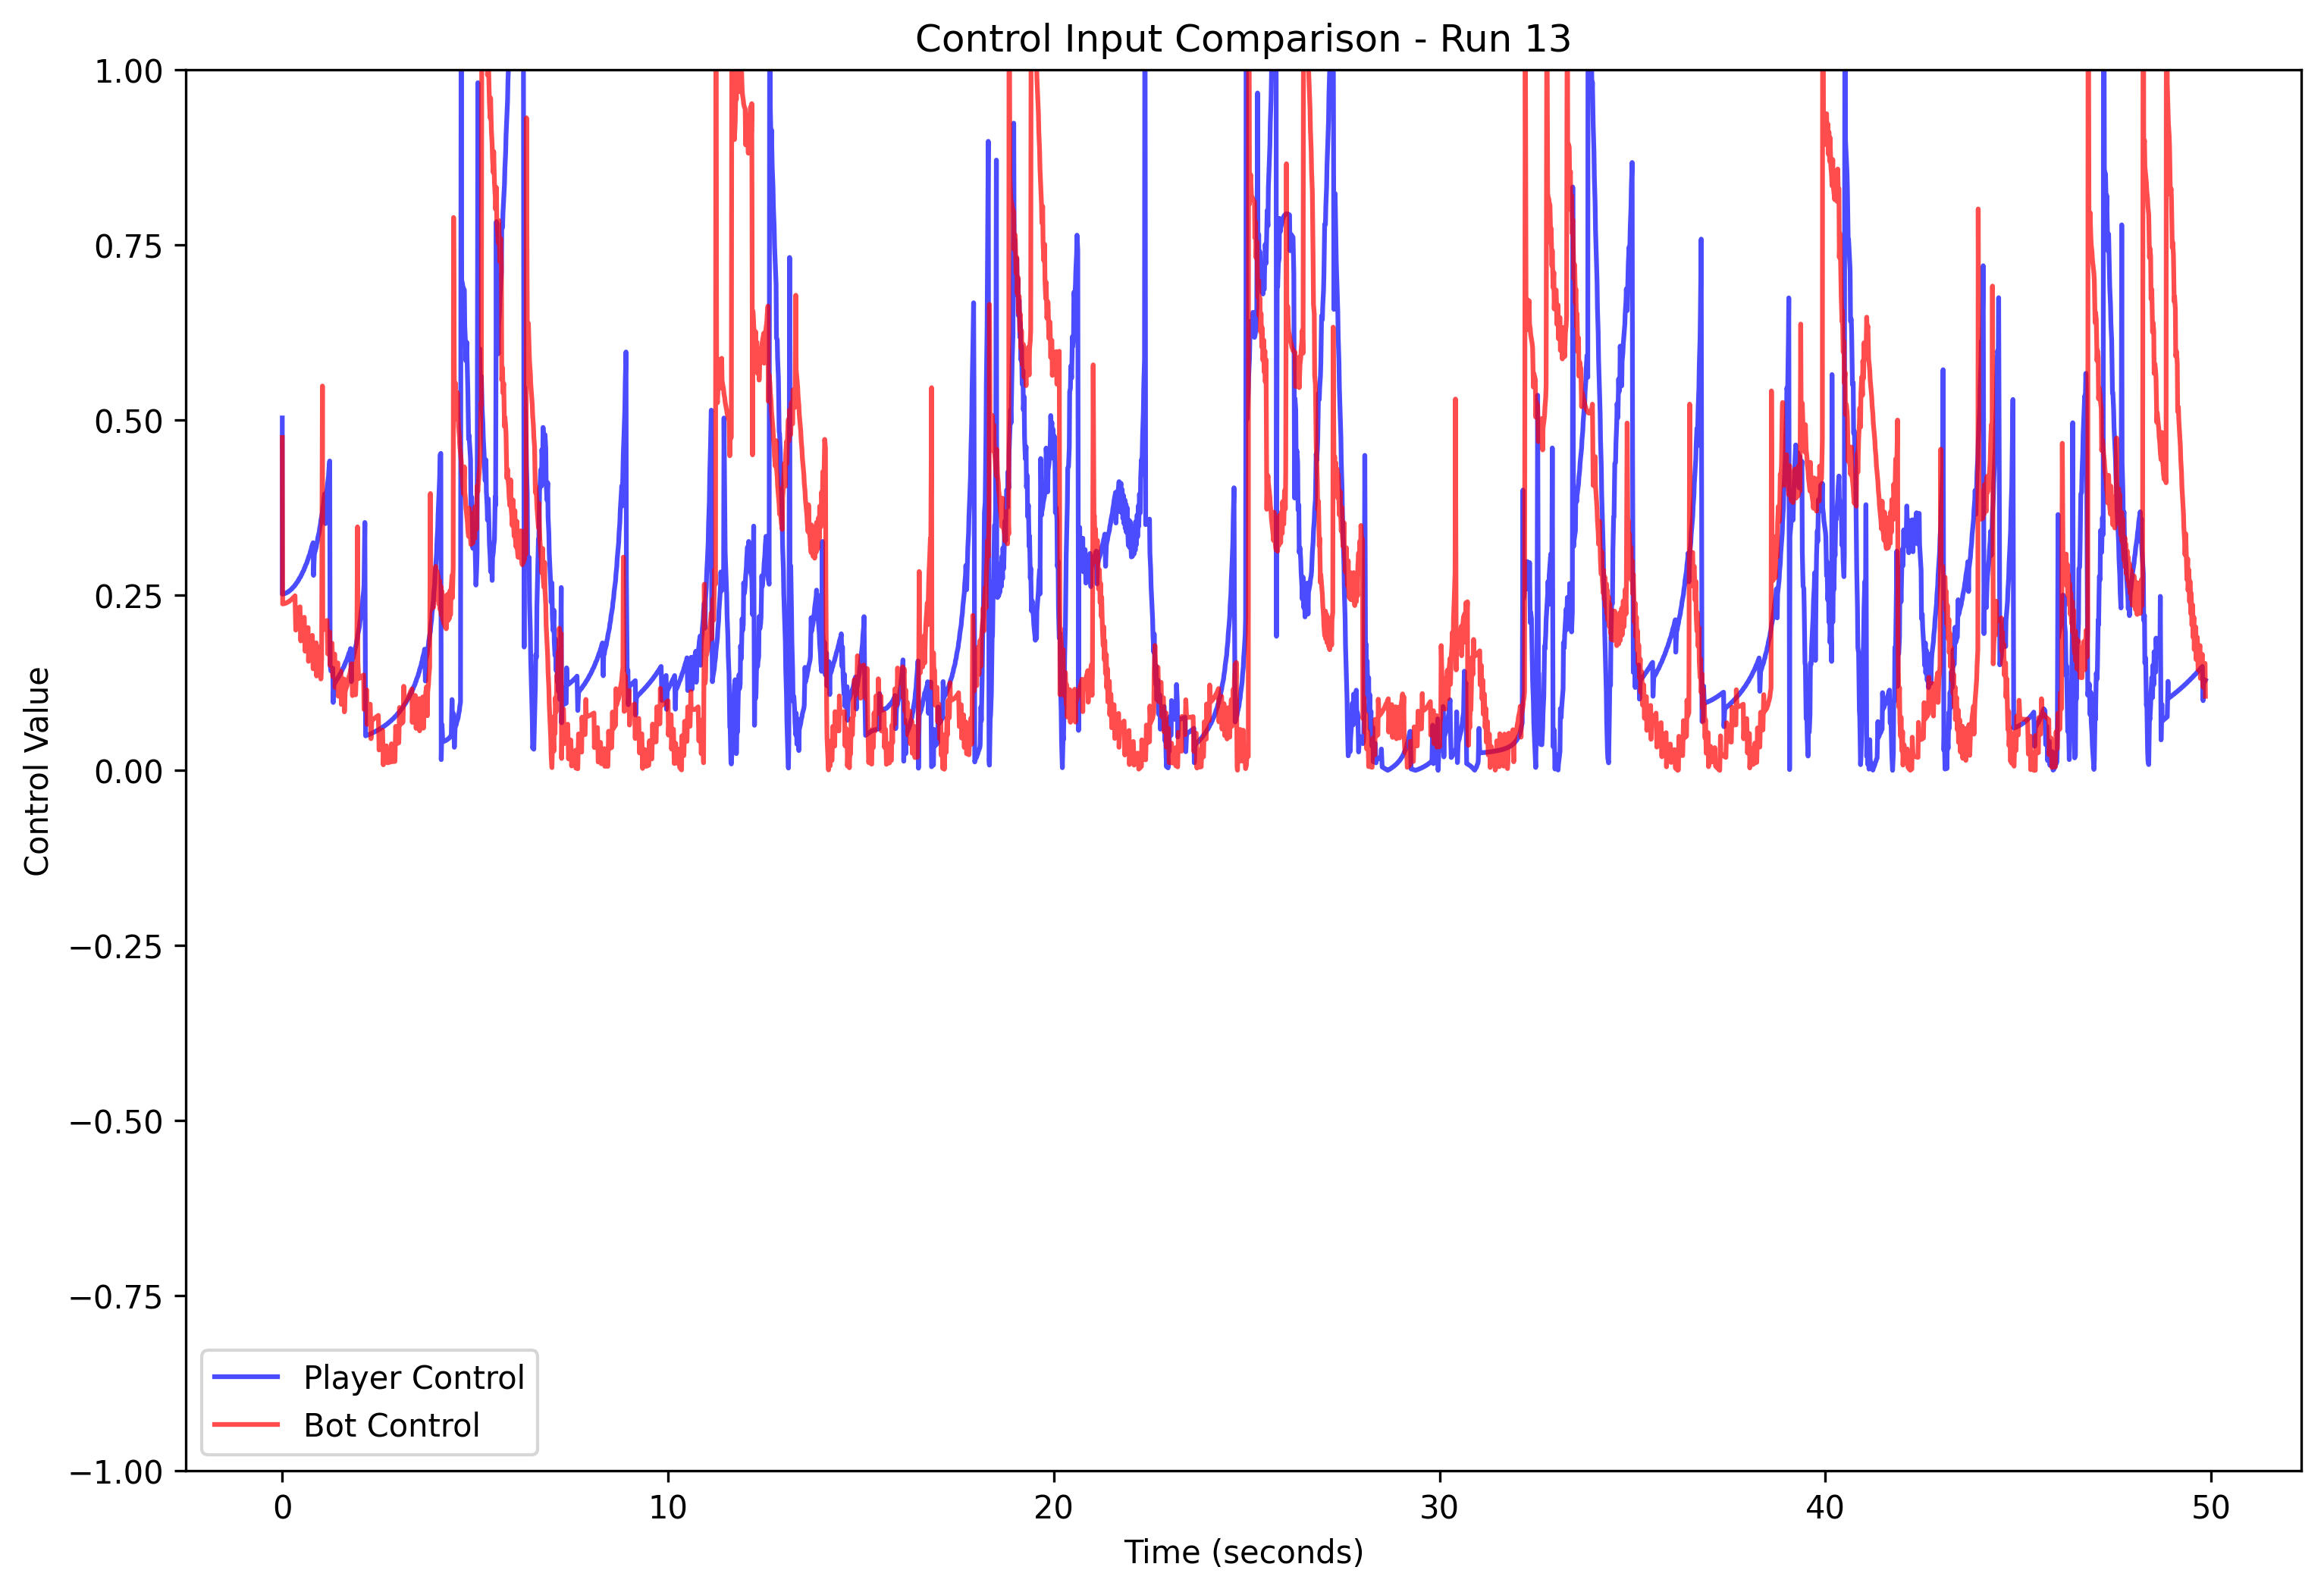 Control Input Comparison - Run 13
1.00
0.75
0.50
0.25
0.00
−0.25
−0.50
−0.75
−1.00
Control Value
Player Control
Bot Control
0 10 20 30 40 50
Time (seconds)